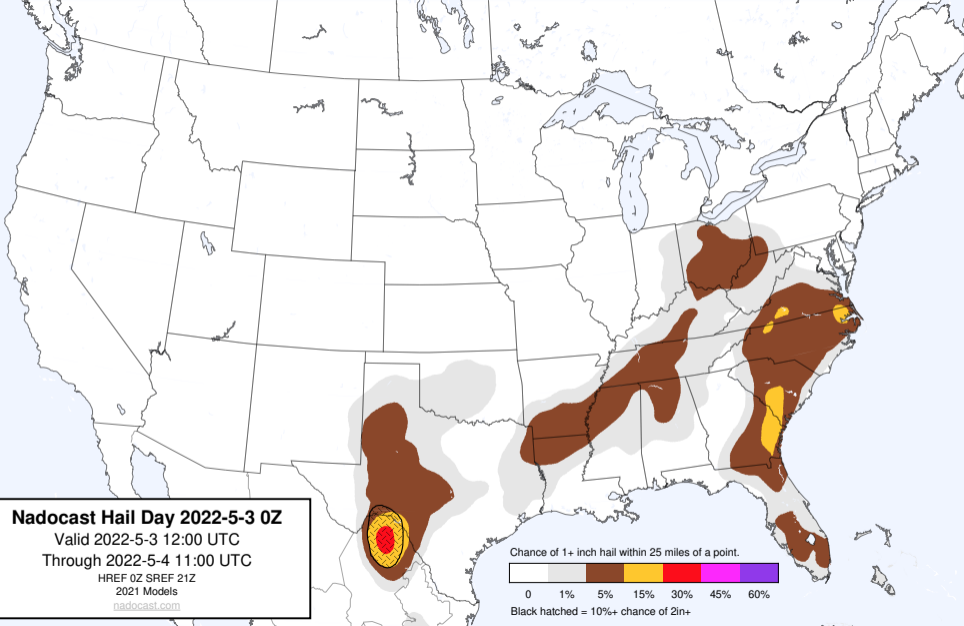 Nadocast Hail Day 2022-5-3 0Z
Valid 2022-5-3 12:00 UTC
Through 2022-5-4 11:00 UTC
HREF 0Z SREF 21Z
2021 Models
nadocast.com
Chance of 1+ inch hail within 25 miles of a point.
0 1% 5% 15% 30% 45% 60%
Black hatched = 10%+ chance of 2in+